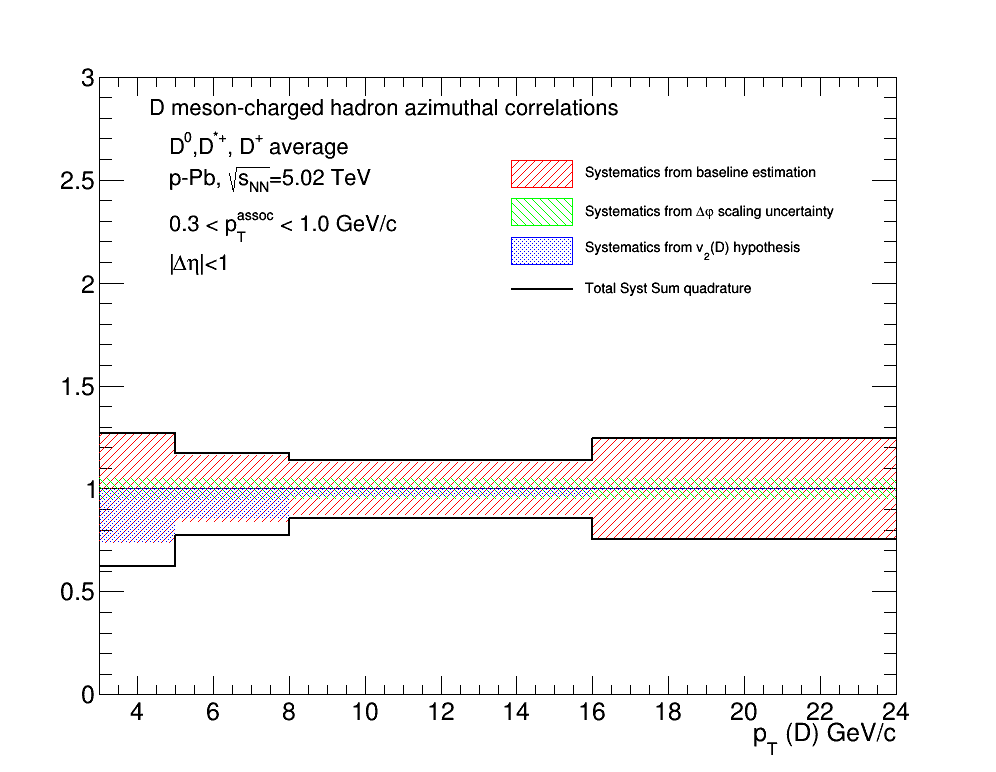 D meson-charged hadron azimuthal correlations
D⁰,D*⁺, D⁺ average
p-Pb, √sNN=5.02 TeV
0.3 < pTassoc < 1.0 GeV/c
|Δη|<1
Systematics from baseline estimation
Systematics from Δφ scaling uncertainty
Systematics from v₂(D) hypothesis
Total Syst Sum quadrature
3
2.5
2
1.5
1
0.5
0
4 6 8 10 12 14 16 18 20 22 24
pT (D) GeV/c